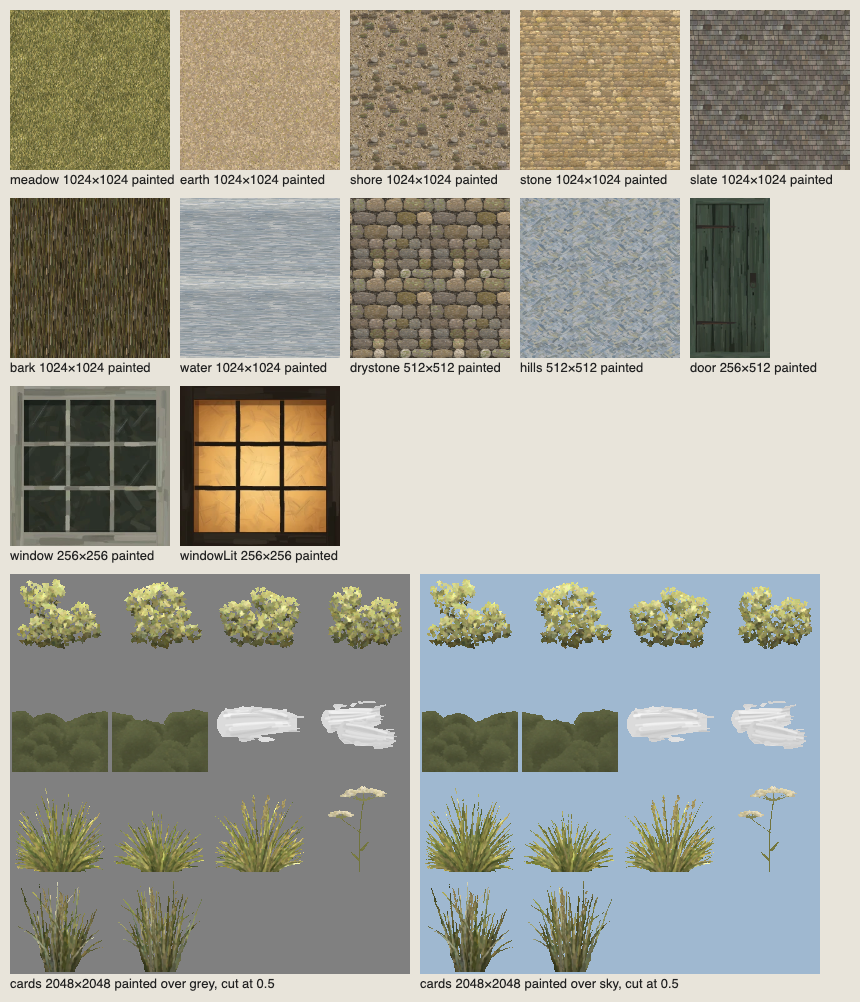 meadow 1024×1024 painted
earth 1024×1024 painted
shore 1024×1024 painted
stone 1024×1024 painted
slate 1024×1024 painted
bark 1024×1024 painted
water 1024×1024 painted
drystone 512×512 painted
hills 512×512 painted
door 256×512 painted
window 256×256 painted
windowLit 256×256 painted
cards 2048×2048 painted over grey, cut at 0.5
cards 2048×2048 painted over sky, cut at 0.5